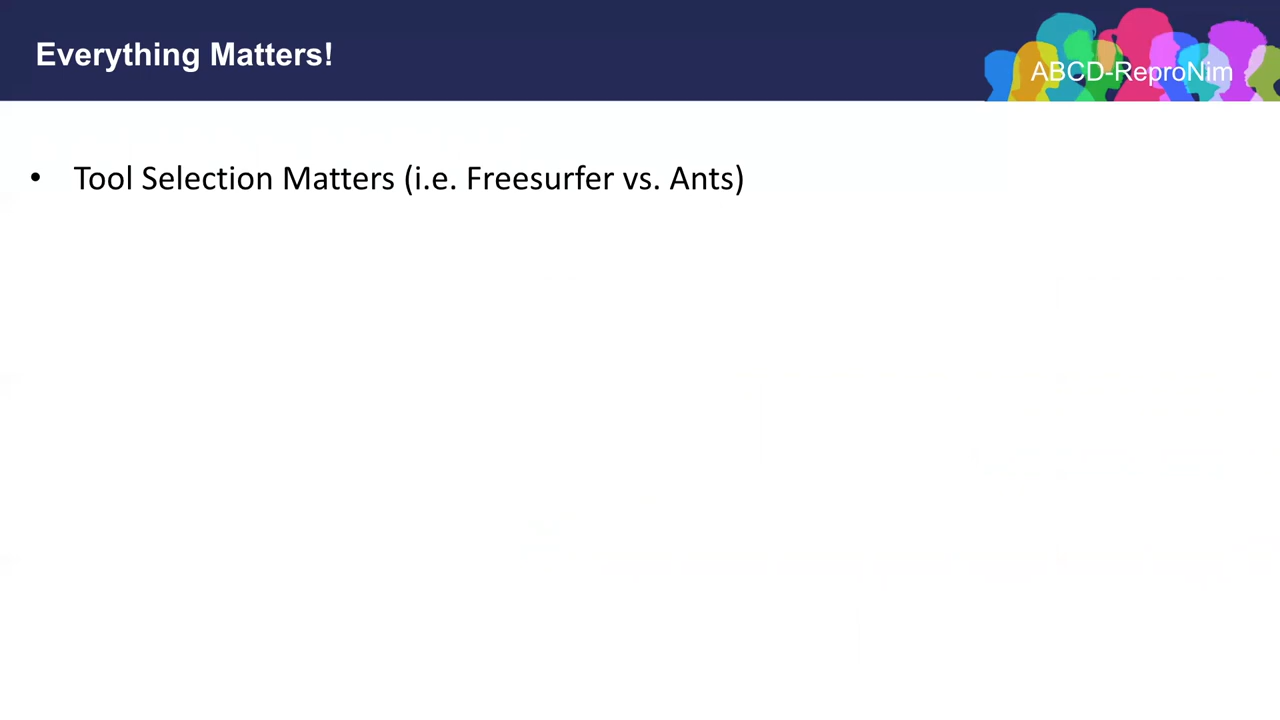 Everything Matters!
ABCD-ReproNim
• Tool Selection Matters (i.e. Freesurfer vs. Ants)